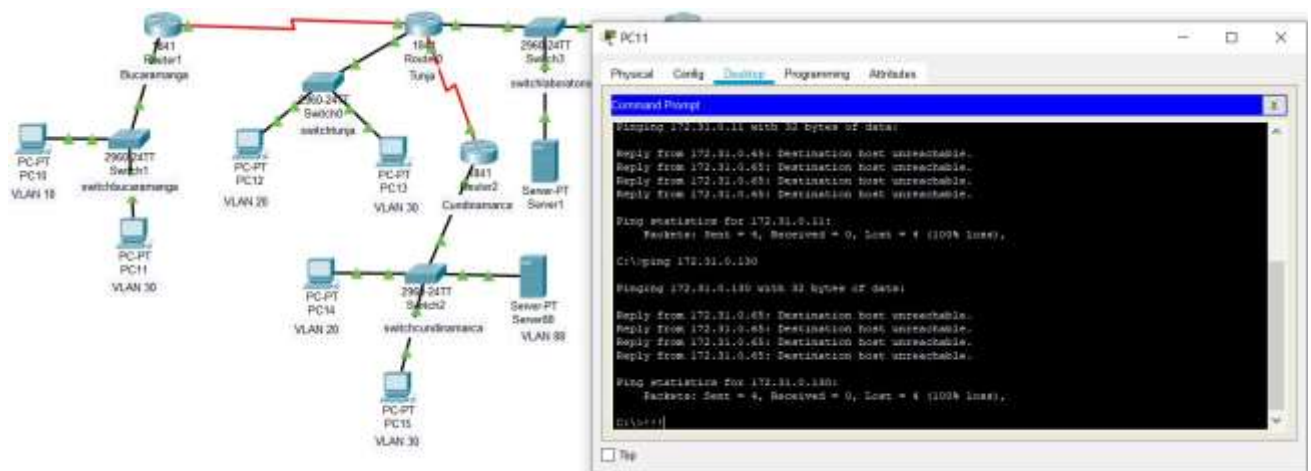 1841
Router1
Bucaramanga
1841
Router0
Tunja
2960-24TT
Switch3
switchlaboratorio
2960-24TT
Switch0
switchtunja
PC-PT
PC10
VLAN 10
2960-24TT
Switch1
switchbucaramanga
PC-PT
PC11
VLAN 30
PC-PT
PC12
VLAN 20
PC-PT
PC13
VLAN 30
1841
Router2
Cundinamarca
Server-PT
Server1
PC-PT
PC14
VLAN 20
2960-24TT
Switch2
switchcundinamarca
Server-PT
Server88
VLAN 88
PC-PT
PC15
VLAN 30
PC11
Physical Config Desktop Programming Attributes
Command Prompt
X
Pinging 172.31.0.11 with 32 bytes of data:
Reply from 172.31.0.65: Destination host unreachable.
Reply from 172.31.0.65: Destination host unreachable.
Reply from 172.31.0.65: Destination host unreachable.
Reply from 172.31.0.65: Destination host unreachable.
Ping statistics for 172.31.0.11:
Packets: Sent = 4, Received = 0, Lost = 4 (100% loss),
C:\>ping 172.31.0.130
Pinging 172.31.0.130 with 32 bytes of data:
Reply from 172.31.0.65: Destination host unreachable.
Reply from 172.31.0.65: Destination host unreachable.
Reply from 172.31.0.65: Destination host unreachable.
Reply from 172.31.0.65: Destination host unreachable.
Ping statistics for 172.31.0.130:
Packets: Sent = 4, Received = 0, Lost = 4 (100% loss),
C:\>
Top